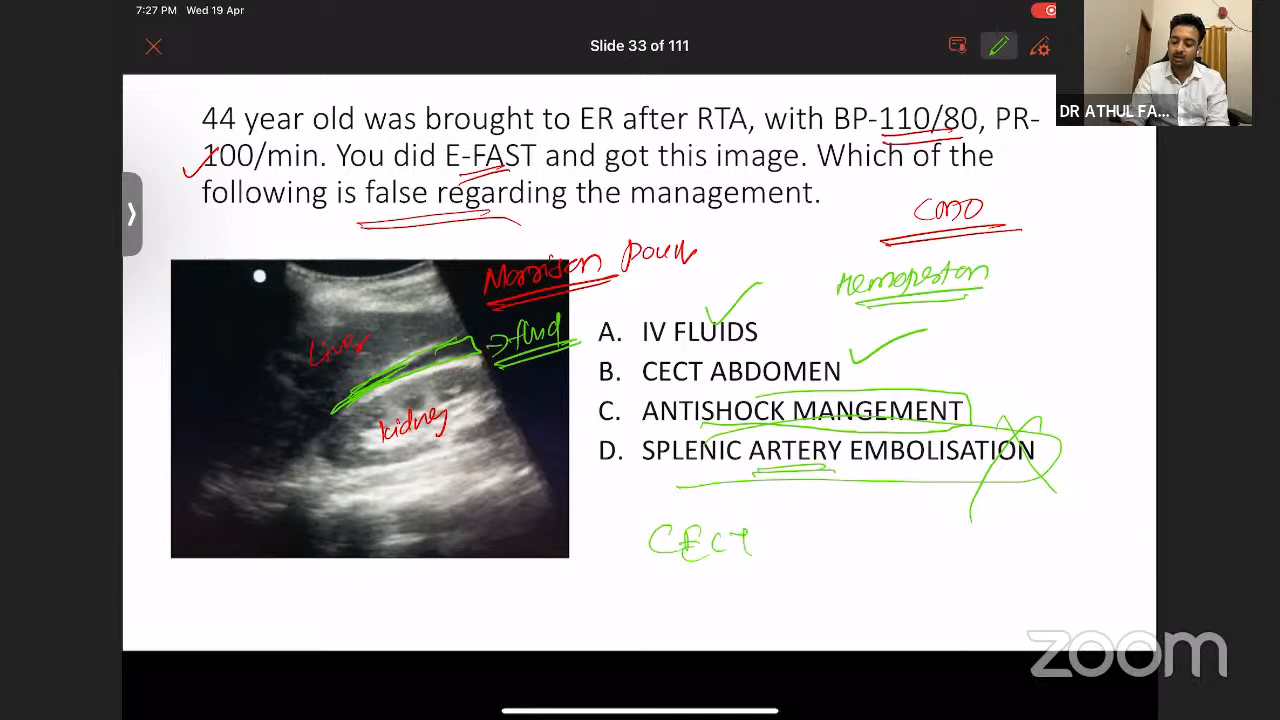 7:27 PM Wed 19 Apr
Slide 33 of 111
DR ATHUL FA...
44 year old was brought to ER after RTA, with BP-110/80, PR-
100/min. You did E-FAST and got this image. Which of the
following is false regarding the management.
Morrison Pouch
Hemoperiton
Liver
→ fluid
kidney
A. IV FLUIDS
B. CECT ABDOMEN
C. ANTISHOCK MANGEMENT
D. SPLENIC ARTERY EMBOLISATION
CECT
zoom